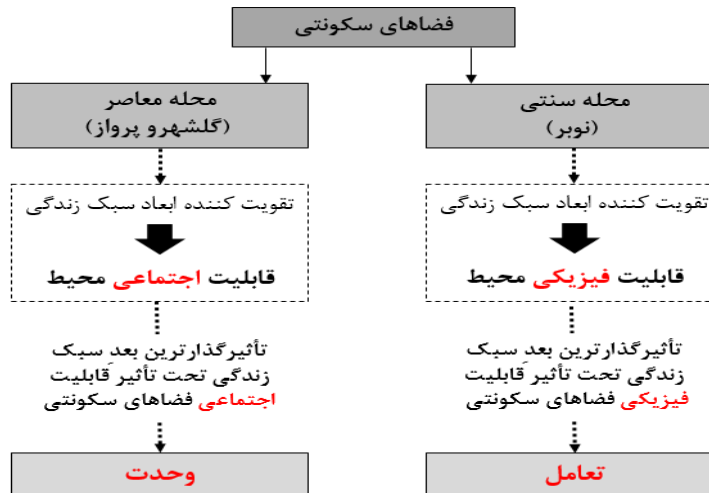 فضاهای سکونتی
محله سنتی
(نوبر)
تقویت کننده ابعاد سبک زندگی
قابلیت فیزیکی محیط
تأثیرگذارترین بعدِ سبک
زندگی تحت تأثیر قابلیت
فیزیکی فضاهای سکونتی
تعامل
محله معاصر
(گلشهرو پرواز)
تقویت کننده ابعاد سبک زندگی
قابلیت اجتماعی محیط
تأثیرگذارترین بعدِ سبک
زندگی تحت تأثیر قابلیت
اجتماعی فضاهای سکونتی
وحدت